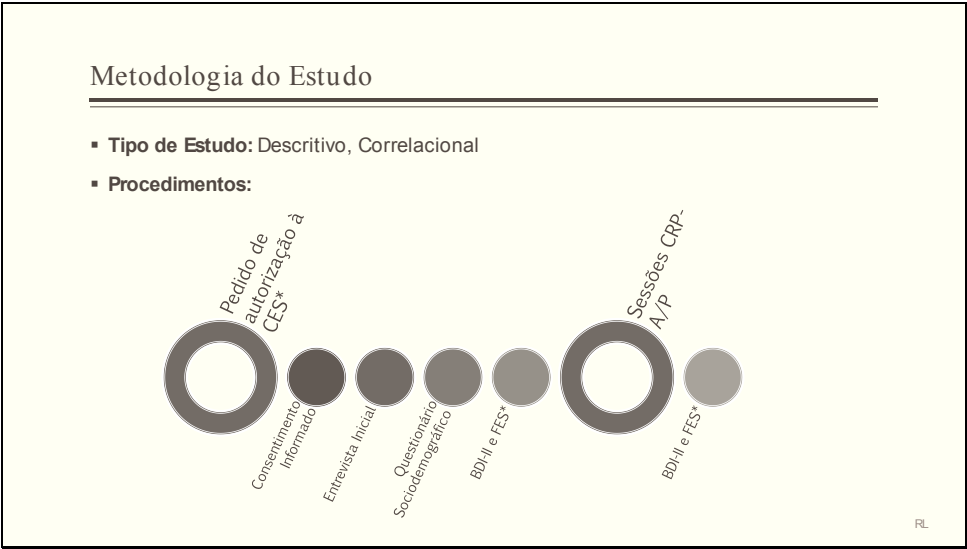 Metodologia do Estudo
▪ Tipo de Estudo: Descritivo, Correlacional
▪ Procedimentos:
Pedido de
autorização à
CES*
Consentimento
Informado
Entrevista Inicial
Questionário
Sociodemográfico
BDI-II e FES*
Sessões CRP-
A/P
BDI-II e FES*
RL